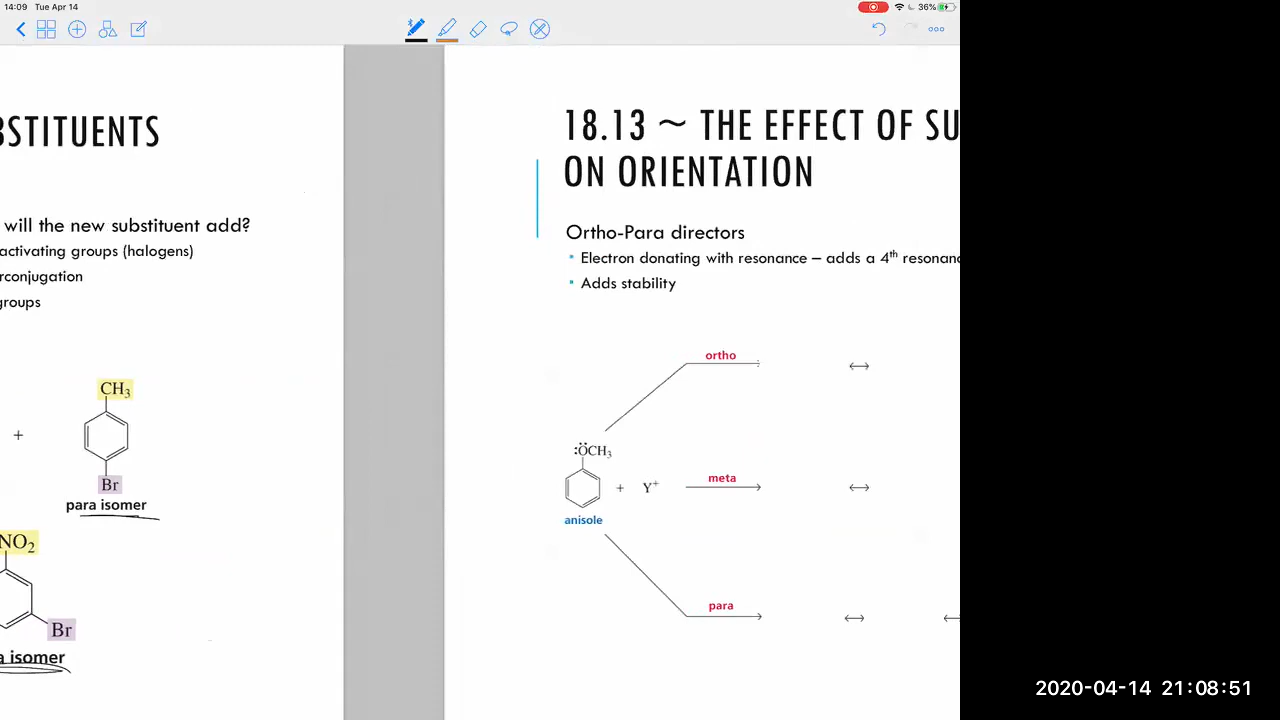 14:09 Tue Apr 14
36%
BSTITUENTS
will the new substituent add?
activating groups (halogens)
rconjugation
groups
CH3
+
Br
para isomer
NO2
Br
a isomer
18.13 ~ THE EFFECT OF SU
ON ORIENTATION
Ortho-Para directors
▪ Electron donating with resonance – adds a 4th resonanc
▪ Adds stability
ortho
:ÖCH3
+ Y+
meta
anisole
para
2020-04-14 21:08:51